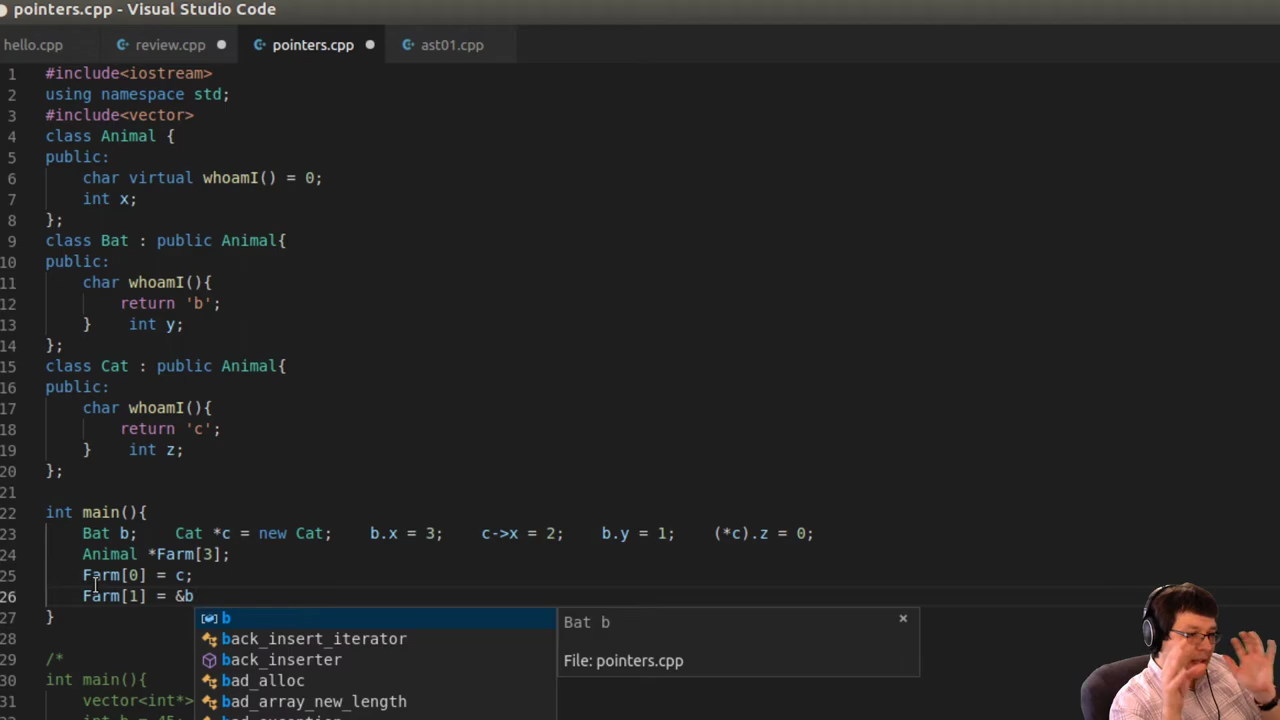 pointers.cpp - Visual Studio Code
hello.cpp review.cpp pointers.cpp ast01.cpp
1 #include<iostream>
2 using namespace std;
3 #include<vector>
4 class Animal {
5 public:
6 char virtual whoamI() = 0;
7 int x;
8 };
9 class Bat : public Animal{
10 public:
11 char whoamI(){
12 return 'b';
13 } int y;
14 };
15 class Cat : public Animal{
16 public:
17 char whoamI(){
18 return 'c';
19 } int z;
20 };
21
22 int main(){
23 Bat b; Cat *c = new Cat; b.x = 3; c->x = 2; b.y = 1; (*c).z = 0;
24 Animal *Farm[3];
25 Farm[0] = c;
26 Farm[1] = &b
27 }
b
back_insert_iterator
back_inserter
bad_alloc
bad_array_new_length
bad_exception
Bat b ×
File: pointers.cpp
28
29 /*
30 int main(){
31 vector<int*>
int b = 45;